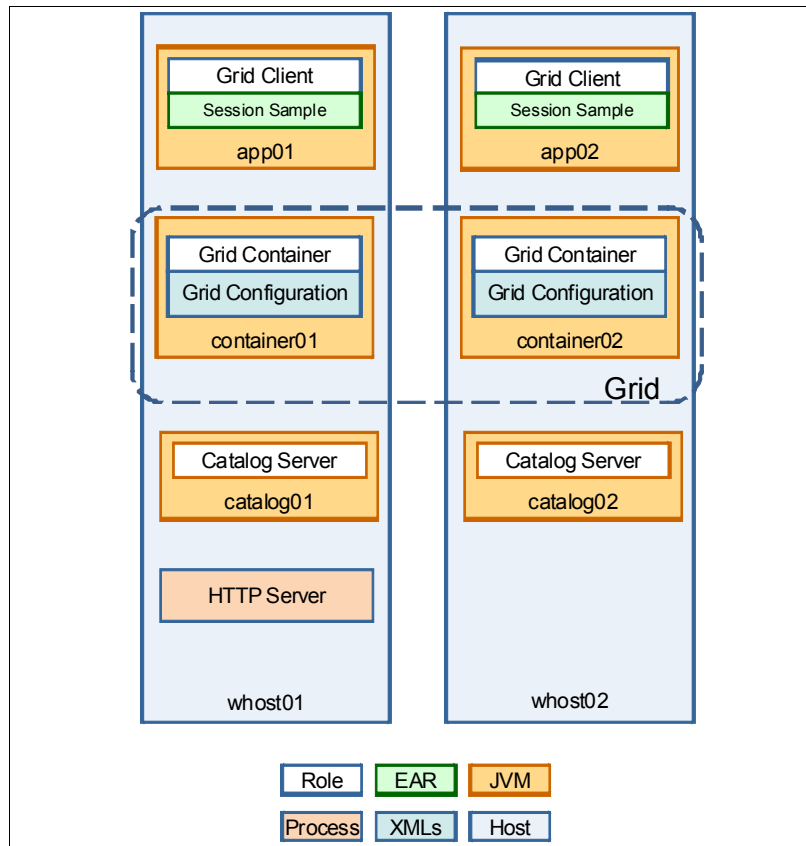 Grid Client
Session Sample
app01
Grid Client
Session Sample
app02
Grid Container
Grid Configuration
container01
Grid Container
Grid Configuration
container02
Grid
Catalog Server
catalog01
Catalog Server
catalog02
HTTP Server
whost01
whost02
Role
EAR
JVM
Process
XMLs
Host